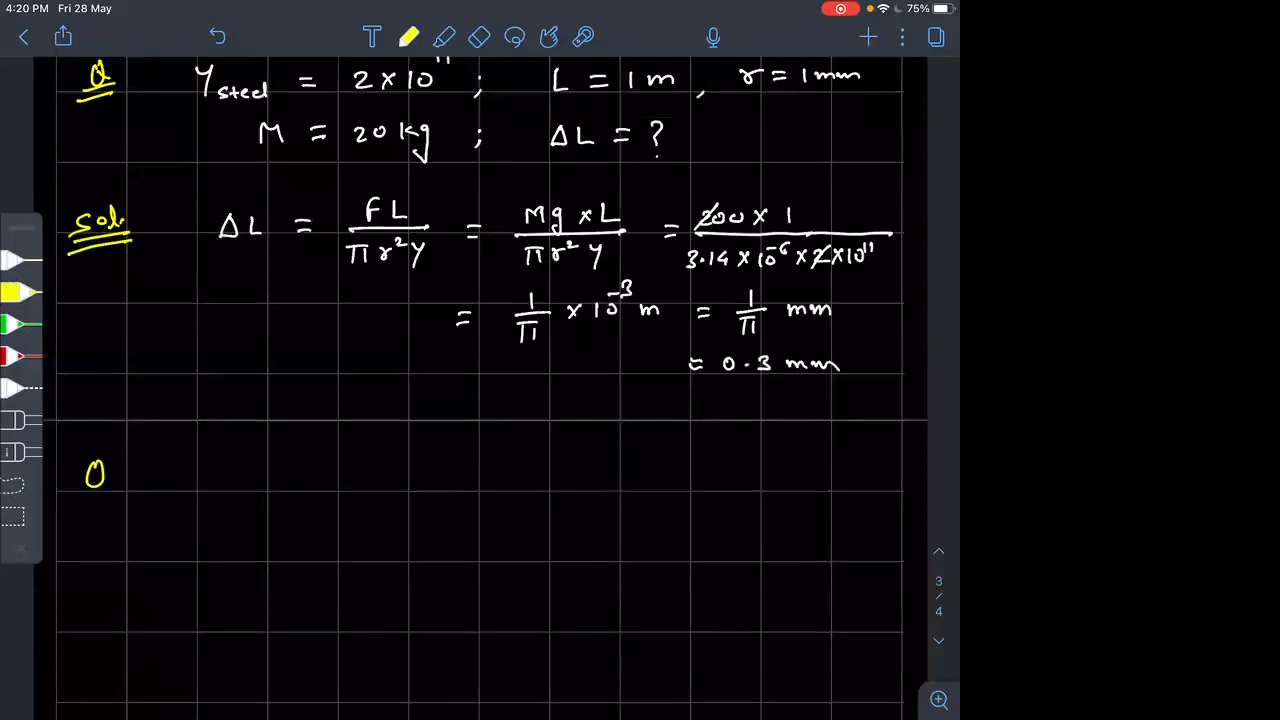 4:20 PM Fri 28 May 75%
Q Y steel = 2 × 10^11 ; L = 1 m , r = 1 mm
M = 20 kg ; ΔL = ?
Sol. ΔL = FL / πr²Y = Mg × L / πr²Y = 200 × 1 / 3.14 × 10^-6 × 2 × 10^11
= 1/π × 10^-3 m = 1/π mm
≈ 0.3 mm
Q
3 / 4